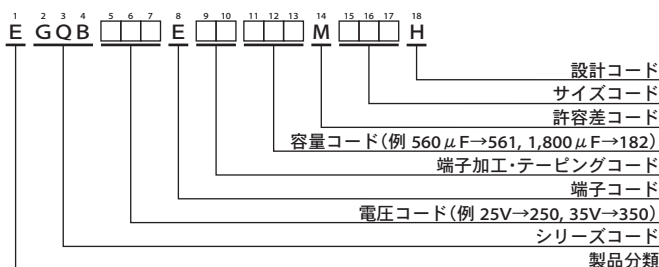 1 2 3 4 5 6 7 8 9 10 11 12 13 14 15 16 17 18
E GQB □□□ E □□ □□□ M □□□ H
設計コード
サイズコード
許容差コード
容量コード(例 560μF→561, 1,800μF→182)
端子加工・テーピングコード
端子コード
電圧コード(例 25V→250, 35V→350)
シリーズコード
製品分類